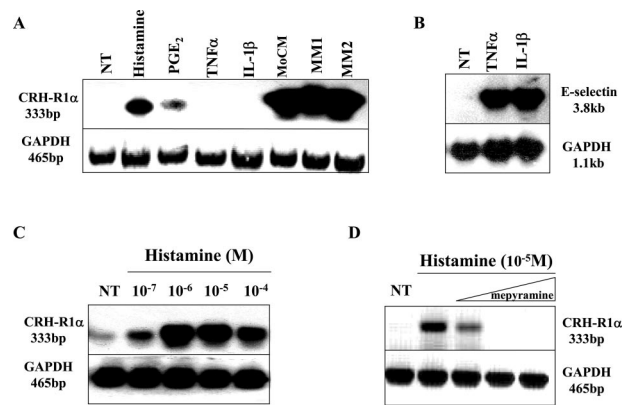 A
NT
Histamine
PGE2
TNFα
IL-1β
MoCM
MM1
MM2
CRH-R1α
333bp
GAPDH
465bp
B
NT
TNFα
IL-1β
E-selectin
3.8kb
GAPDH
1.1kb
C
Histamine (M)
NT 10-7 10-6 10-5 10-4
CRH-R1α
333bp
GAPDH
465bp
D
Histamine (10-5M)
NT
mepyramine
CRH-R1α
333bp
GAPDH
465bp